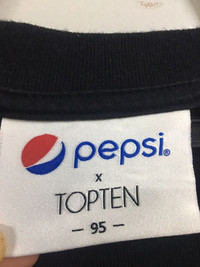 pepsi®
x
TOPTEN
— 95 —